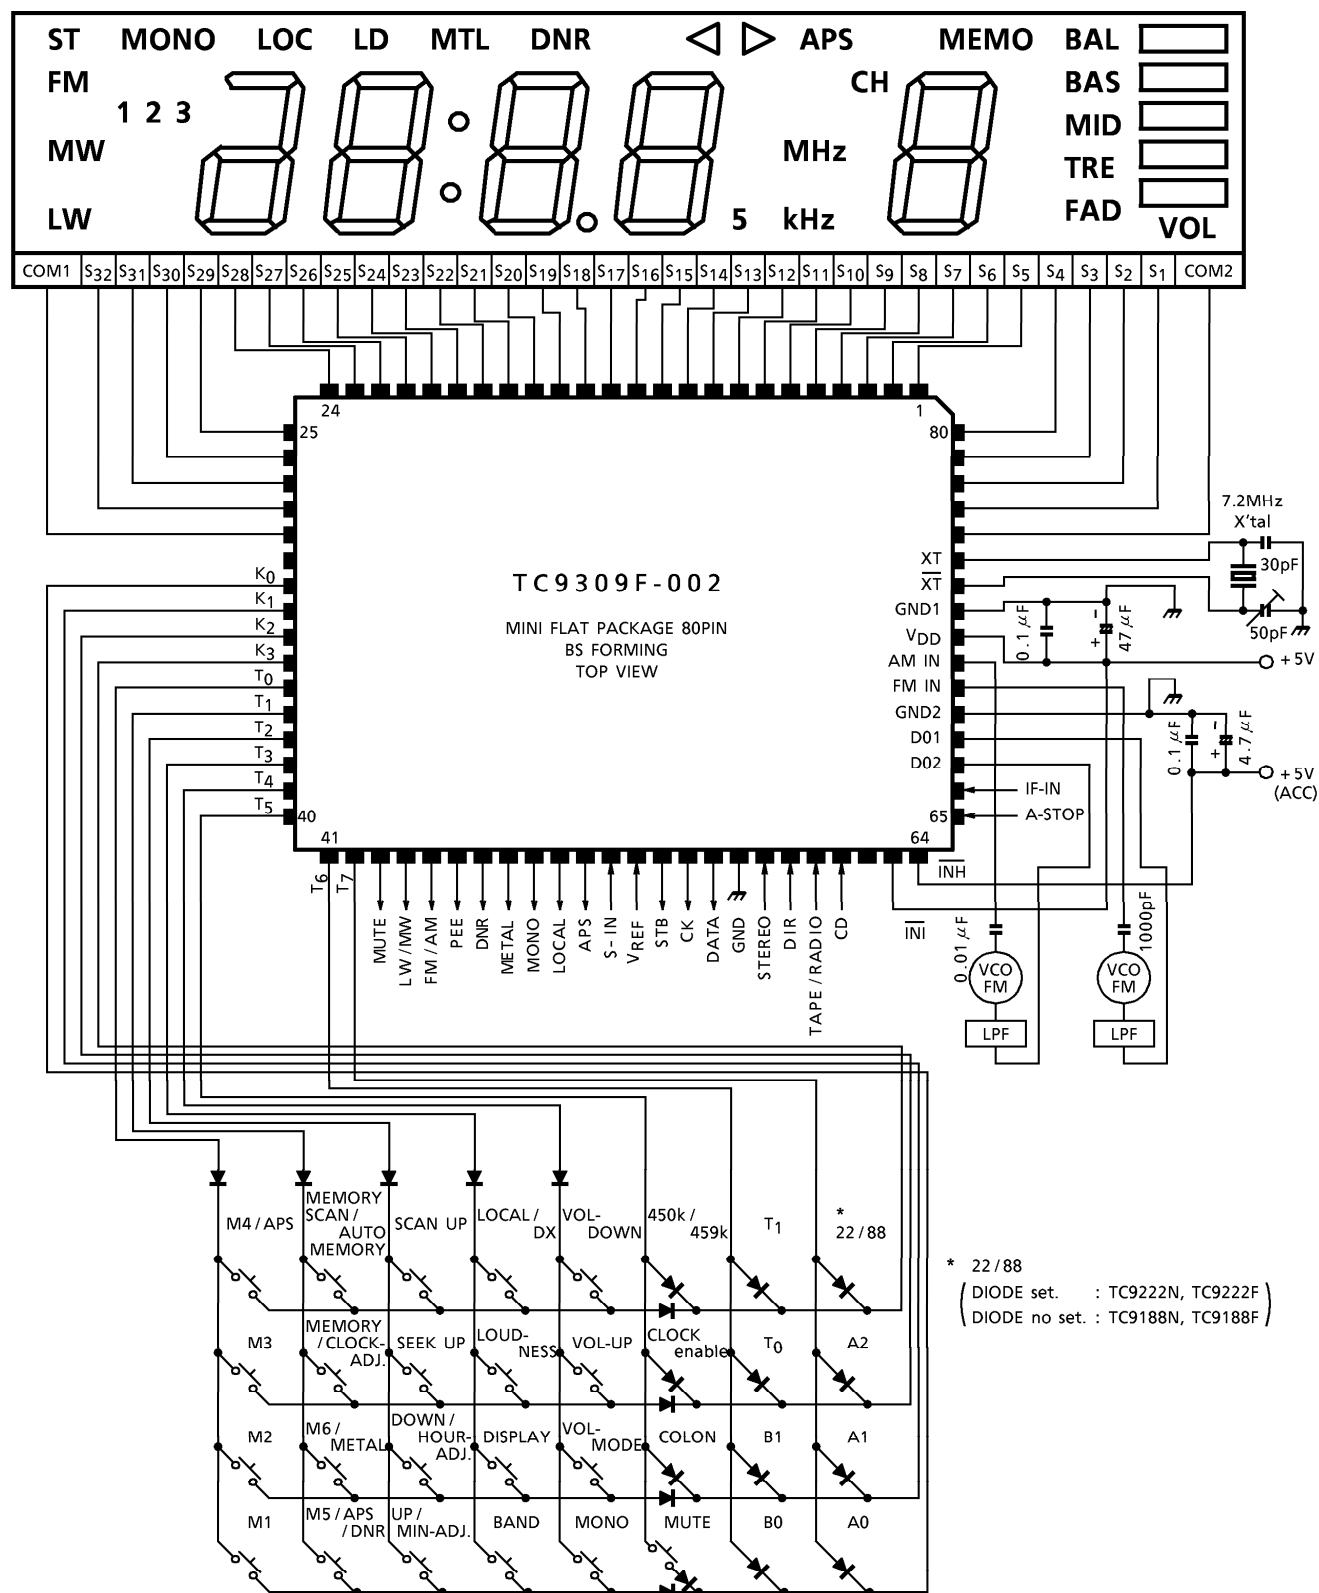 ST MONO LOC LD MTL DNR APS MEMO BAL
FM CH BAS
1 2 3 MID
MW MHz TRE
LW 5 kHz FAD
VOL
COM1 S32 S31 S30 S29 S28 S27 S26 S25 S24 S23 S22 S21 S20 S19 S18 S17 S16 S15 S14 S13 S12 S11 S10 S9 S8 S7 S6 S5 S4 S3 S2 S1 COM2
24 1
25 80
7.2MHz
X'tal
XT
30pF
K0 TC9309F-002 X̅T̅
K1 GND1
50pF
K2 MINI FLAT PACKAGE 80PIN VDD
0.1 μF
47 μF
- +
BS FORMING
K3 TOP VIEW AM IN +5V
T0 FM IN
T1 GND2
T2 D01
0.1 μF
4.7 μF
- +
T3 D02 +5V
(ACC)
T4 IF-IN
T5 40 65 A-STOP
41 64
T6 T7 I̅N̅H̅
MUTE
LW/MW
FM/AM
PEE
DNR
METAL
MONO
LOCAL
APS
S-IN
VREF
STB
CK
DATA
GND
STEREO
DIR
TAPE/RADIO
CD
I̅N̅I̅
0.01 μF
1000pF
VCO
FM
VCO
FM
LPF LPF
M4/APS
MEMORY
SCAN/
AUTO
MEMORY
SCAN UP
LOCAL/
DX
VOL-
DOWN
450k/
459k
T1
*
22/88
* 22/88
DIODE set. : TC9222N, TC9222F
DIODE no set. : TC9188N, TC9188F
M3
MEMORY
/CLOCK-
ADJ.
SEEK UP
LOUD-
NESS
VOL-UP
CLOCK
enable
T0
A2
M2
M6/
METAL
DOWN/
HOUR-
ADJ.
DISPLAY
VOL-
MODE
COLON
B1
A1
M1
M5/APS
/DNR
UP/
MIN-ADJ.
BAND
MONO
MUTE
B0
A0